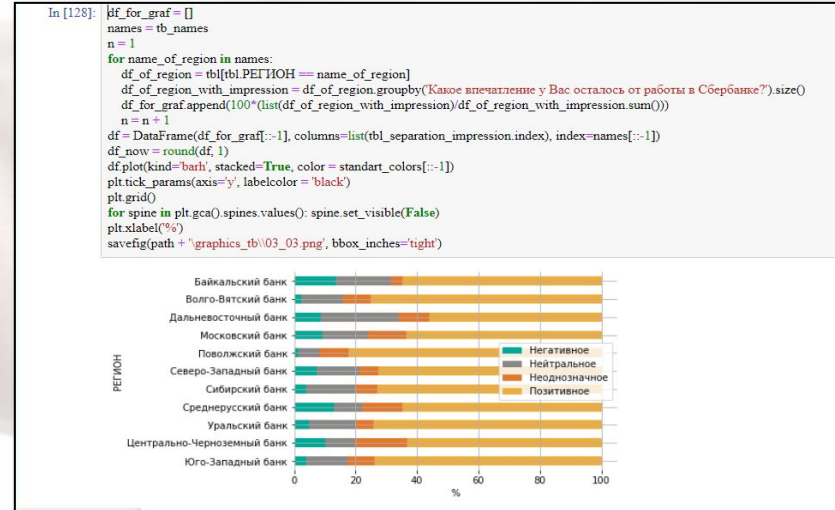 In [128]: df_for_graf = []
names = tb_names
n = 1
for name_of_region in names:
df_of_region = tbl[tbl.РЕГИОН == name_of_region]
df_of_region_with_impression = df_of_region.groupby('Какое впечатление у Вас осталось от работы в Сбербанке?').size()
df_for_graf.append(100*(list(df_of_region_with_impression)/df_of_region_with_impression.sum()))
n = n + 1
df = DataFrame(df_for_graf[::-1], columns=list(tbl_separation_impression.index), index=names[::-1])
df_now = round(df, 1)
df.plot(kind='barh', stacked=True, color = standart_colors[::-1])
plt.tick_params(axis='y', labelcolor = 'black')
plt.grid()
for spine in plt.gca().spines.values(): spine.set_visible(False)
plt.xlabel('%')
savefig(path + '\graphics_tb\\03_03.png', bbox_inches='tight')
Байкальский банк
Волго-Вятский банк
Дальневосточный банк
Московский банк
Поволжский банк
Северо-Западный банк
Сибирский банк
Среднерусский банк
Уральский банк
Центрально-Черноземный банк
Юго-Западный банк
РЕГИОН
Негативное
Нейтральное
Неоднозначное
Позитивное
0 20 40 60 80 100
%